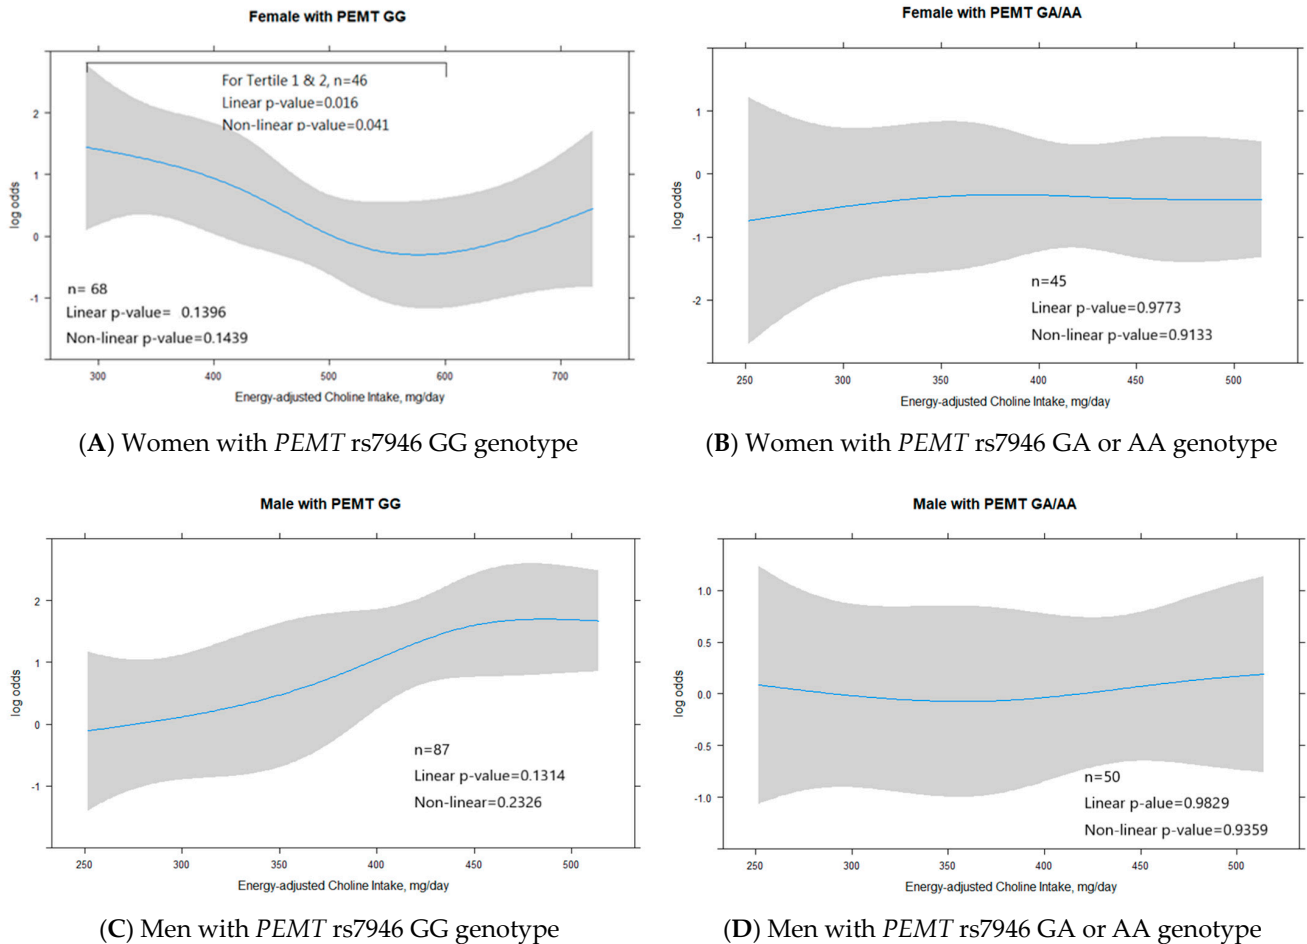 Female with PEMT GG
For Tertile 1 & 2, n=46
Linear p-value=0.016
Non-linear p-value=0.041
2
1
0
-1
log odds
n= 68
Linear p-value= 0.1396
Non-linear p-value=0.1439
300 400 500 600 700
Energy-adjusted Choline Intake, mg/day
(A) Women with PEMT rs7946 GG genotype
Female with PEMT GA/AA
1
0
-1
-2
log odds
n=45
Linear p-value=0.9773
Non-linear p-value=0.9133
250 300 350 400 450 500
Energy-adjusted Choline Intake, mg/day
(B) Women with PEMT rs7946 GA or AA genotype
Male with PEMT GG
2
1
0
-1
log odds
n=87
Linear p-value=0.1314
Non-linear=0.2326
250 300 350 400 450 500
Energy-adjusted Choline Intake, mg/day
(C) Men with PEMT rs7946 GG genotype
Male with PEMT GA/AA
1.0
0.5
0.0
-0.5
-1.0
log odds
n=50
Linear p-alue=0.9829
Non-linear p-value=0.9359
250 300 350 400 450 500
Energy-adjusted Choline Intake, mg/day
(D) Men with PEMT rs7946 GA or AA genotype